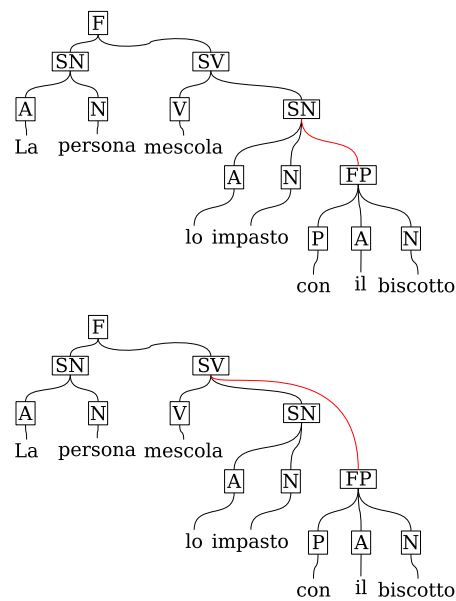 F
SN SV
A N V SN
La persona mescola
A N FP
lo impasto
P A N
con il biscotto
F
SN SV
A N V SN
La persona mescola
A N FP
lo impasto
P A N
con il biscotto